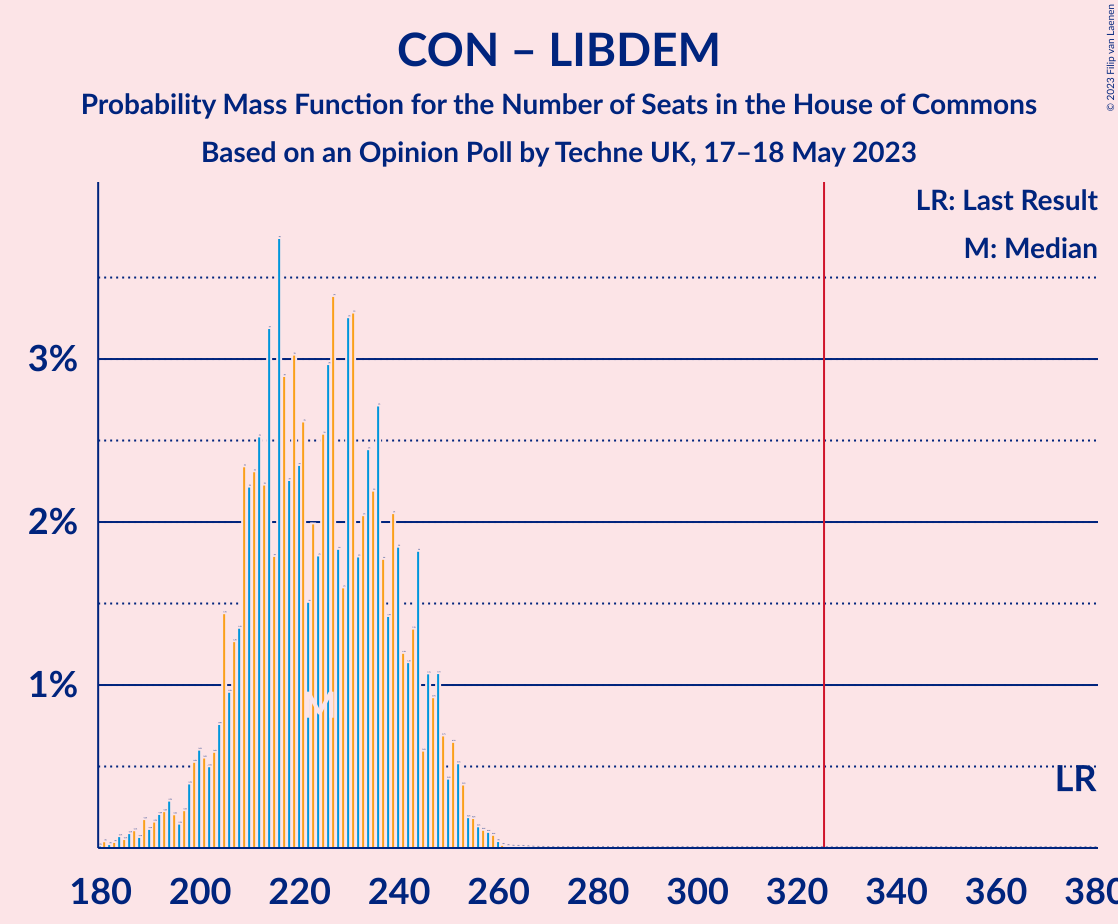 CON – LIBDEM
Probability Mass Function for the Number of Seats in the House of Commons
Based on an Opinion Poll by Techne UK, 17–18 May 2023
© 2023 Filip van Laenen
LR: Last Result
M: Median
3%
2%
1%
M
LR
180 200 220 240 260 280 300 320 340 360 380